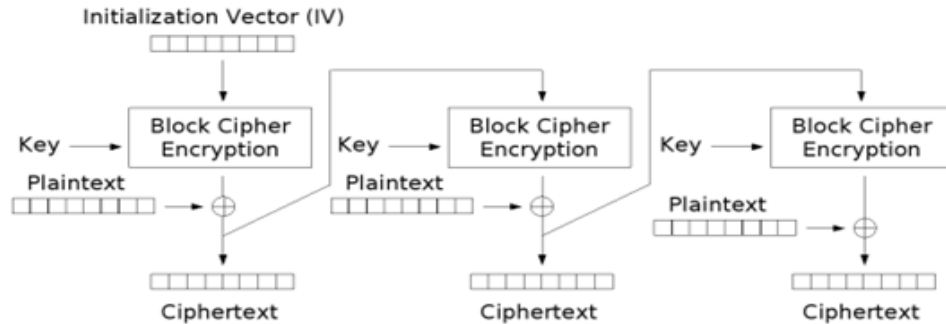 Initialization Vector (IV)
Key
Block Cipher
Encryption
Plaintext
Ciphertext
Key
Block Cipher
Encryption
Plaintext
Ciphertext
Key
Block Cipher
Encryption
Plaintext
Ciphertext